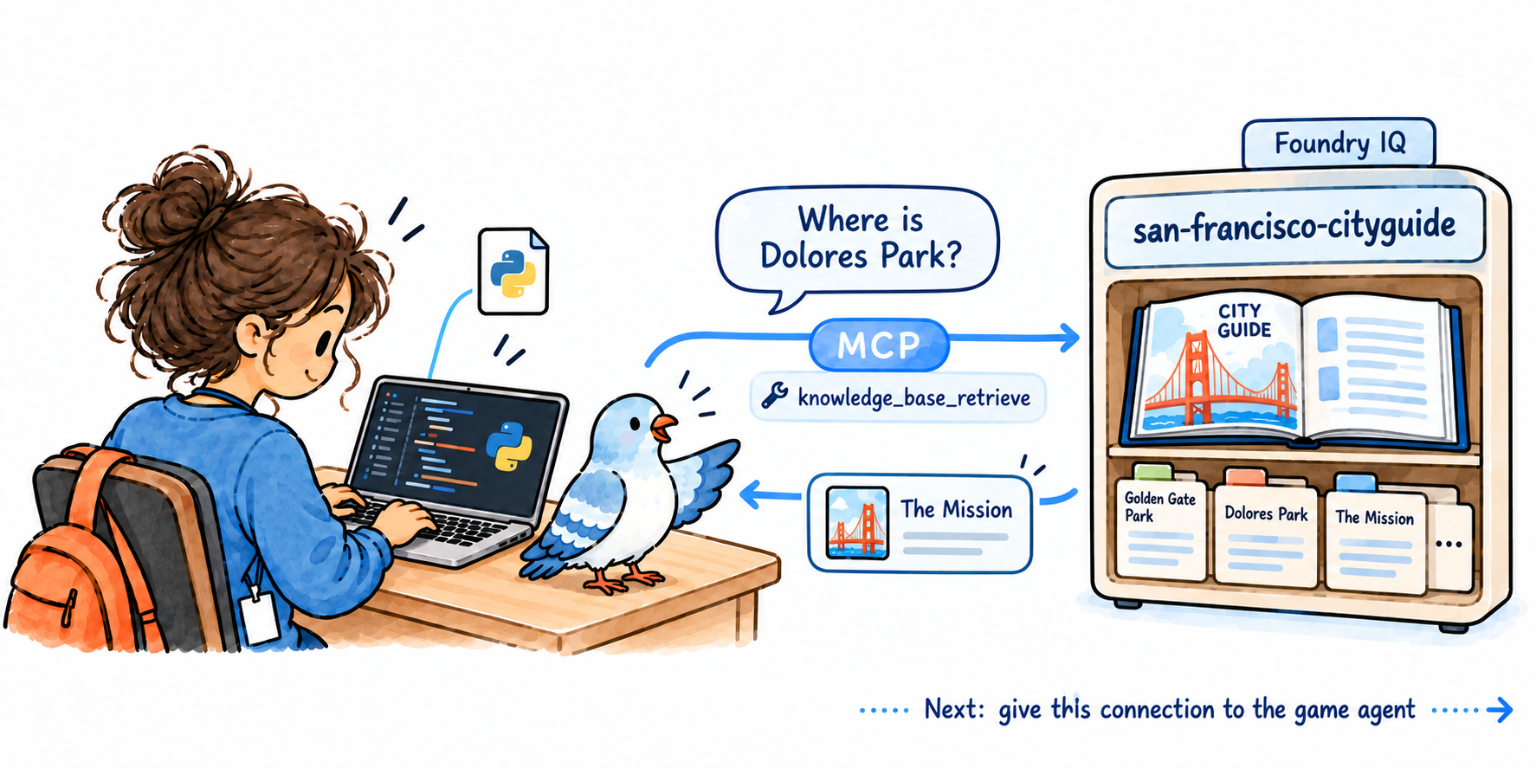 Foundry IQ
san-francisco-cityguide
Where is
Dolores Park?
MCP
knowledge_base_retrieve
CITY
GUIDE
The Mission
Golden Gate
Park
Dolores Park
The Mission
...
Next: give this connection to the game agent